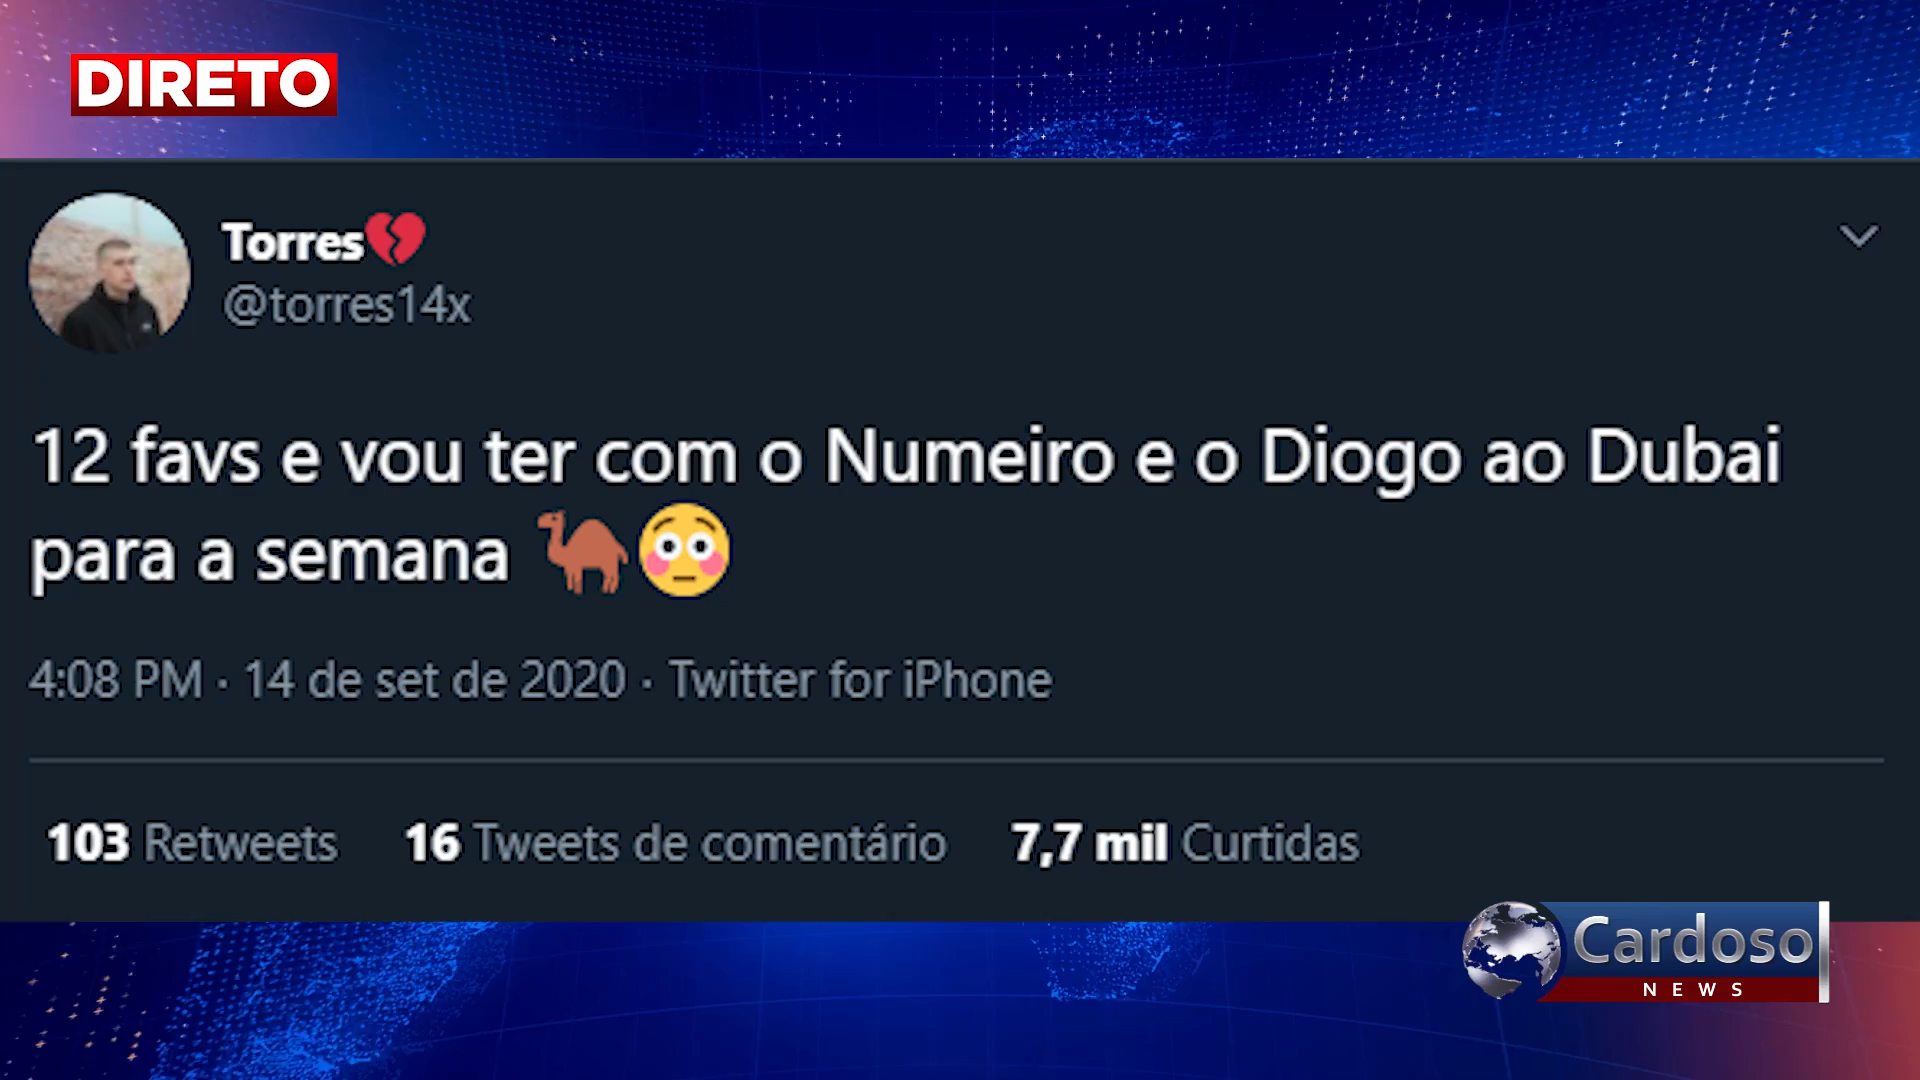 DIRETO
Torres💔
@torres14x
12 favs e vou ter com o Numeiro e o Diogo ao Dubai
para a semana 🐪😳
4:08 PM · 14 de set de 2020 · Twitter for iPhone
103 Retweets 16 Tweets de comentário 7,7 mil Curtidas
Cardoso
NEWS